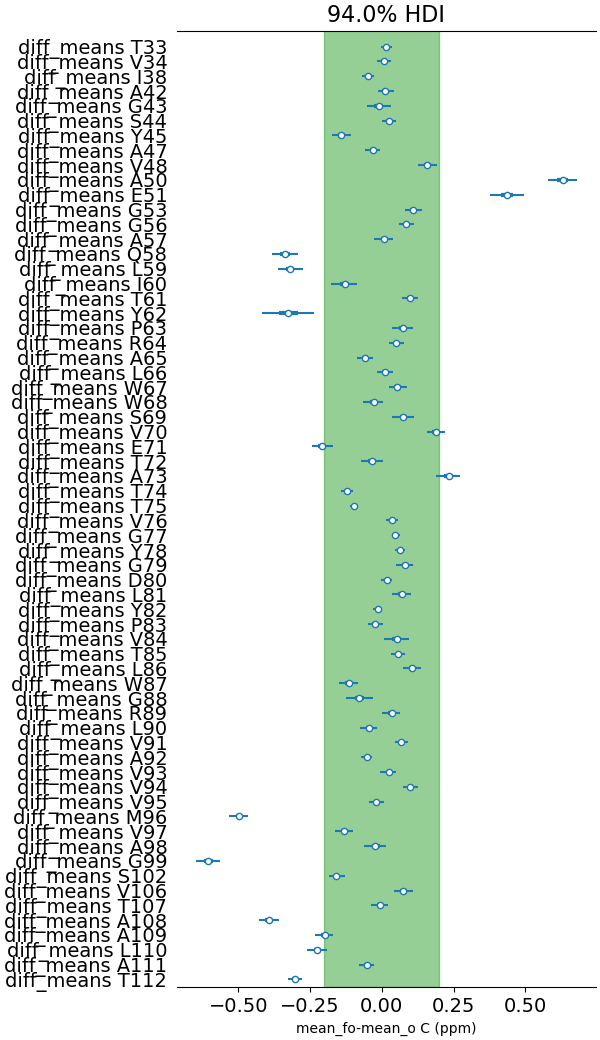 94.0% HDI
diff_means T33
diff_means V34
diff_means I38
diff_means A42
diff_means G43
diff_means S44
diff_means Y45
diff_means A47
diff_means V48
diff_means A50
diff_means E51
diff_means G53
diff_means G56
diff_means A57
diff_means Q58
diff_means L59
diff_means I60
diff_means T61
diff_means Y62
diff_means P63
diff_means R64
diff_means A65
diff_means L66
diff_means W67
diff_means W68
diff_means S69
diff_means V70
diff_means E71
diff_means T72
diff_means A73
diff_means T74
diff_means T75
diff_means V76
diff_means G77
diff_means Y78
diff_means G79
diff_means D80
diff_means L81
diff_means Y82
diff_means P83
diff_means V84
diff_means T85
diff_means L86
diff_means W87
diff_means G88
diff_means R89
diff_means L90
diff_means V91
diff_means A92
diff_means V93
diff_means V94
diff_means V95
diff_means M96
diff_means V97
diff_means A98
diff_means G99
diff_means S102
diff_means V106
diff_means T107
diff_means A108
diff_means A109
diff_means L110
diff_means A111
diff_means T112
−0.50 −0.25 0.00 0.25 0.50
mean_fo-mean_o C (ppm)